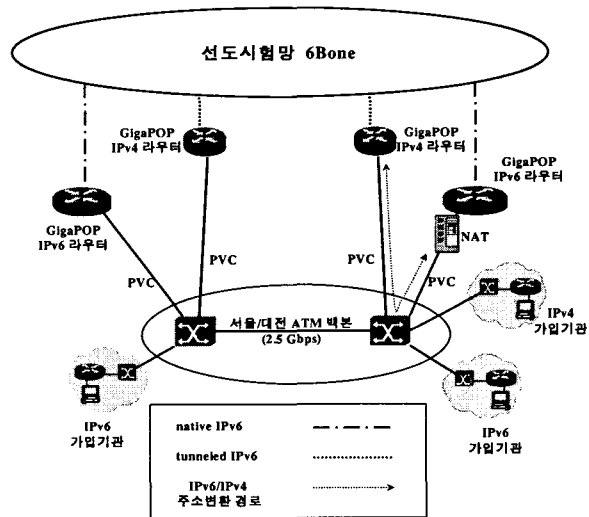 선도시험망 6Bone
GigaPOP
IPv4 라우터
GigaPOP
IPv4 라우터
GigaPOP
IPv6 라우터
GigaPOP
IPv6 라우터
NAT
PVC
PVC
PVC
PVC
서울/대전 ATM 백본
(2.5 Gbps)
IPv4
가입기관
IPv6
가입기관
IPv6
가입기관
native IPv6
tunneled IPv6
IPv6/IPv4
주소변환 경로